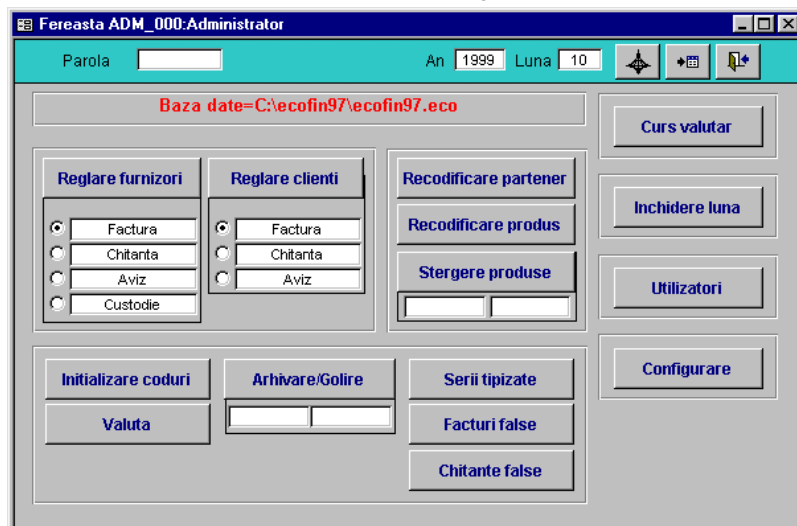 Fereasta ADM_000:Administrator
Parola An 1999 Luna 10
Baza date=C:\ecofin97\ecofin97.eco
Curs valutar
Reglare furnizori Reglare clienti Recodificare partener
Factura Factura Recodificare produs Inchidere luna
Chitanta Chitanta
Aviz Aviz Stergere produse Utilizatori
Custodie
Initializare coduri Arhivare/Golire Serii tipizate Configurare
Valuta Facturi false
Chitante false